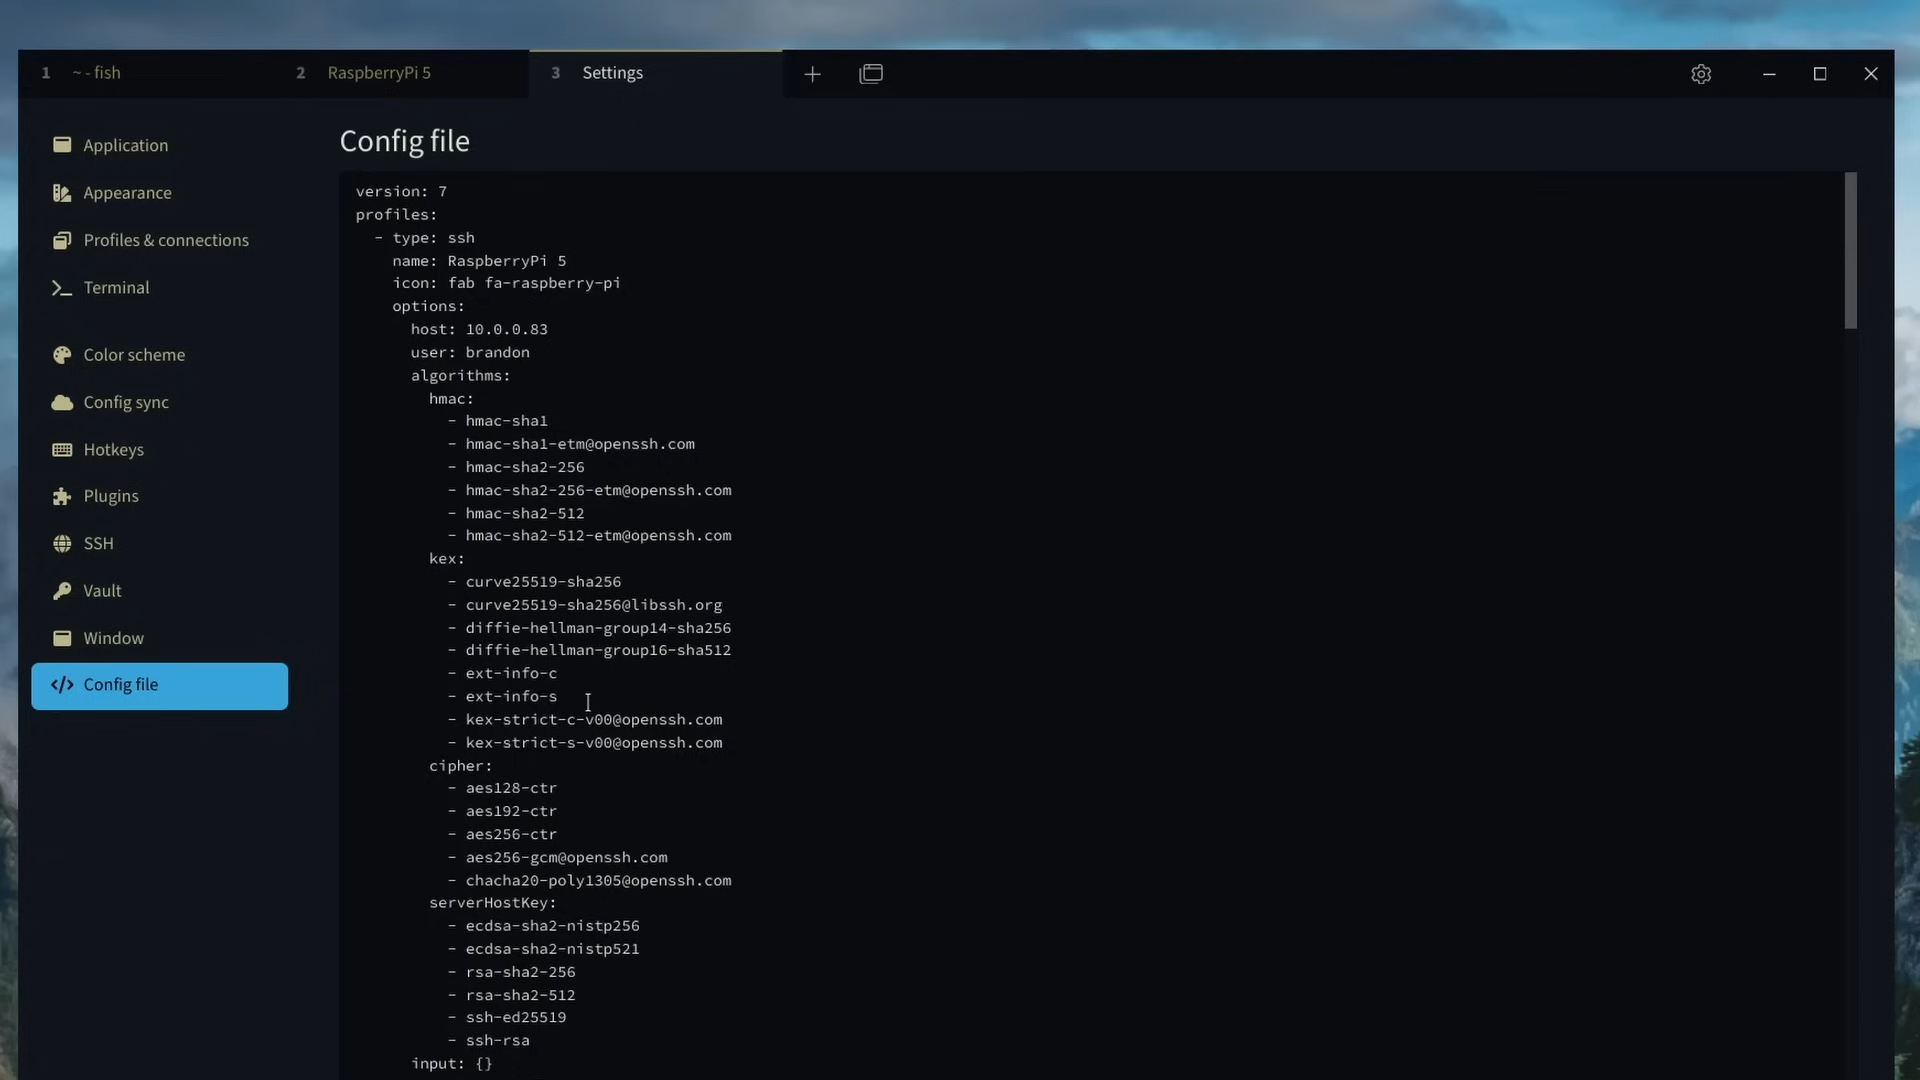 1 ~ - fish
2 RaspberryPi 5
3 Settings
Application
Appearance
Profiles & connections
Terminal
Color scheme
Config sync
Hotkeys
Plugins
SSH
Vault
Window
</> Config file
Config file
version: 7
profiles:
- type: ssh
name: RaspberryPi 5
icon: fab fa-raspberry-pi
options:
host: 10.0.0.83
user: brandon
algorithms:
hmac:
- hmac-sha1
- hmac-sha1-etm@openssh.com
- hmac-sha2-256
- hmac-sha2-256-etm@openssh.com
- hmac-sha2-512
- hmac-sha2-512-etm@openssh.com
kex:
- curve25519-sha256
- curve25519-sha256@libssh.org
- diffie-hellman-group14-sha256
- diffie-hellman-group16-sha512
- ext-info-c
- ext-info-s
- kex-strict-c-v00@openssh.com
- kex-strict-s-v00@openssh.com
cipher:
- aes128-ctr
- aes192-ctr
- aes256-ctr
- aes256-gcm@openssh.com
- chacha20-poly1305@openssh.com
serverHostKey:
- ecdsa-sha2-nistp256
- ecdsa-sha2-nistp521
- rsa-sha2-256
- rsa-sha2-512
- ssh-ed25519
- ssh-rsa
input: {}